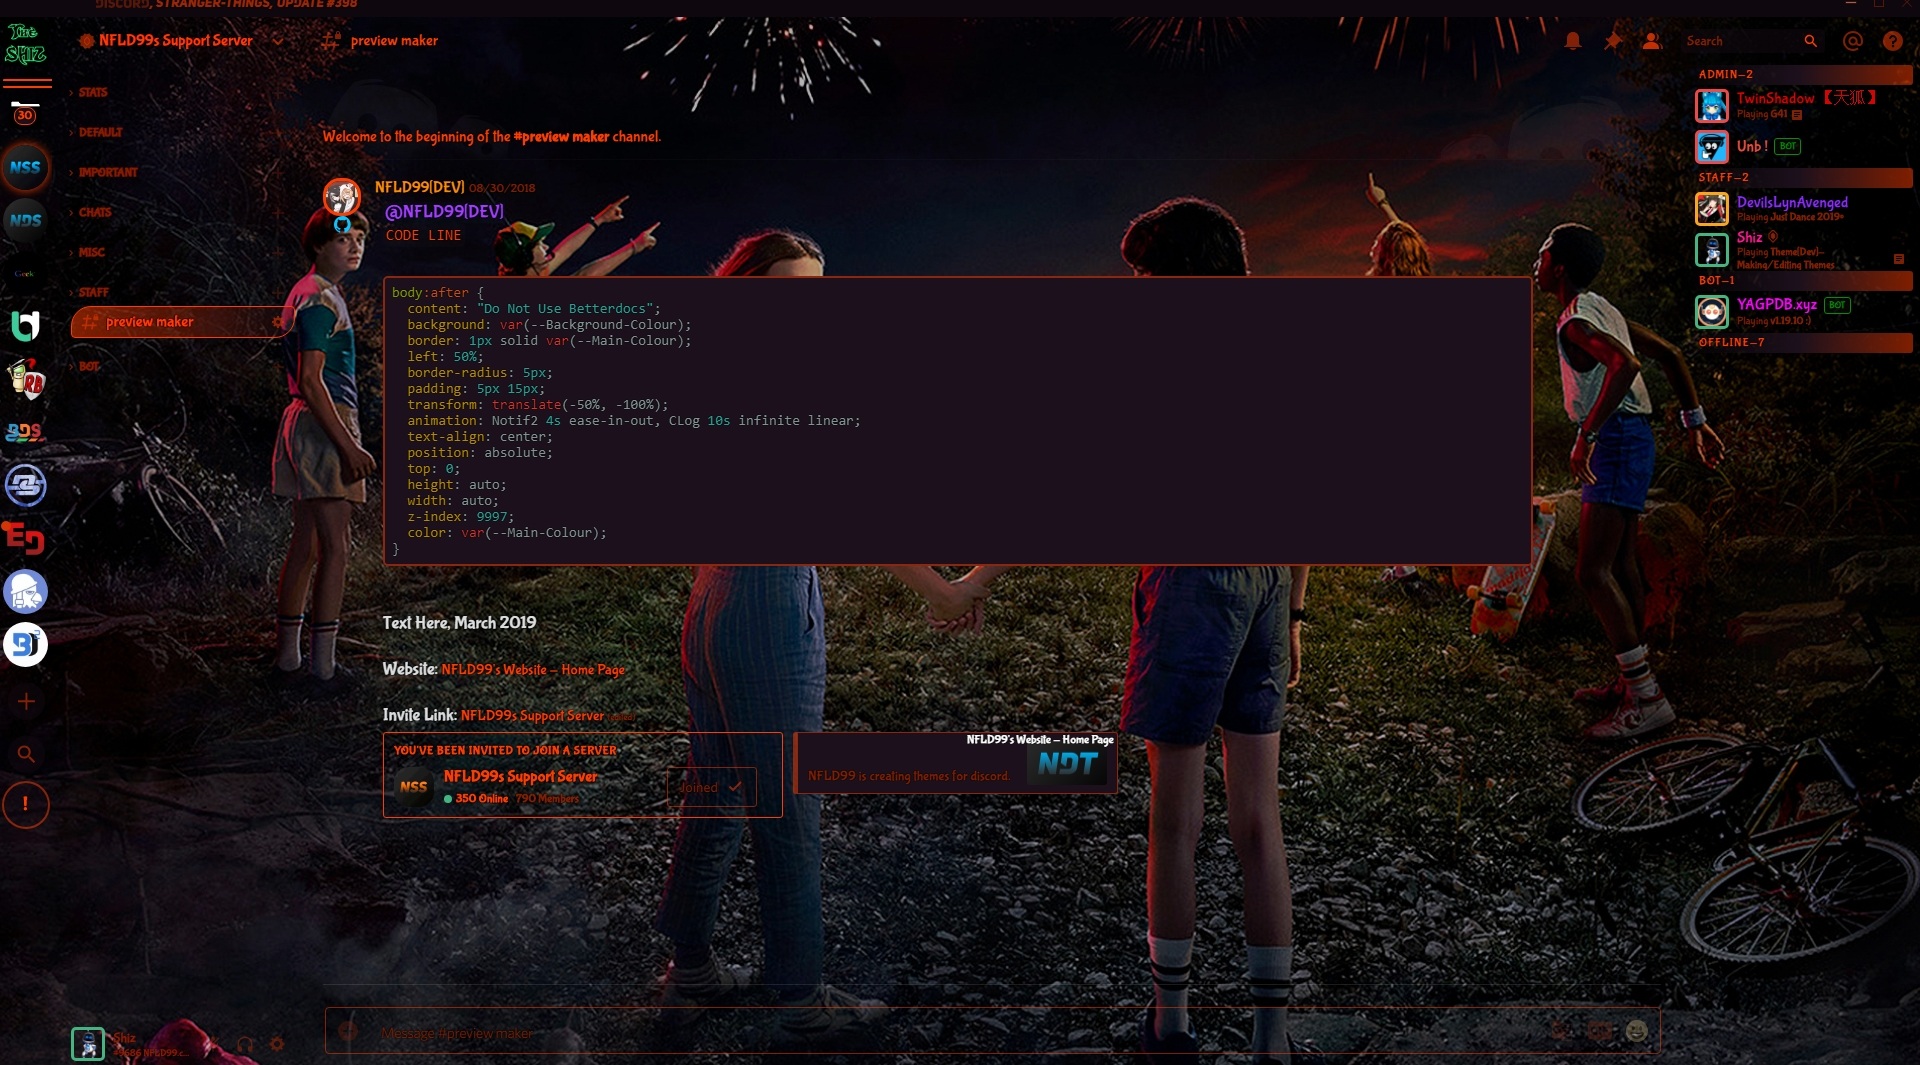 DISCORD, STRANGER-THINGS, UPDATE #398
The
SHIZ
NFLD99s Support Server
preview maker
Search
30
NSS
NDS
Geek
RB
BDS
ED
!
STATS
DEFAULT
IMPORTANT
CHATS
MISC
STAFF
preview maker
BOT
Welcome to the beginning of the #preview maker channel.
NFLD99[DEV] 08/30/2018
@NFLD99[DEV]
CODE LINE
body:after {
content: "Do Not Use Betterdocs";
background: var(--Background-Colour);
border: 1px solid var(--Main-Colour);
left: 50%;
border-radius: 5px;
padding: 5px 15px;
transform: translate(-50%, -100%);
animation: Notif2 4s ease-in-out, CLog 10s infinite linear;
text-align: center;
position: absolute;
top: 0;
height: auto;
width: auto;
z-index: 9997;
color: var(--Main-Colour);
}
Text Here, March 2019
Website: NFLD99's Website – Home Page
Invite Link: NFLD99s Support Server (edited)
YOU'VE BEEN INVITED TO JOIN A SERVER
NSS
NFLD99s Support Server
350 Online 790 Members
Joined
NFLD99's Website – Home Page
NFLD99 is creating themes for discord.
NDT
Message #preview maker
Shiz
ADMIN—2
TwinShadow 【天狐】
Playing G41
Unb ! BOT
STAFF—2
DevilsLynAvenged
Playing Just Dance 2019®
Shiz
Playing Theme[Dev]–
Making/Editing Themes
BOT—1
YAGPDB.xyz BOT
Playing v1.19.10 :)
OFFLINE—7